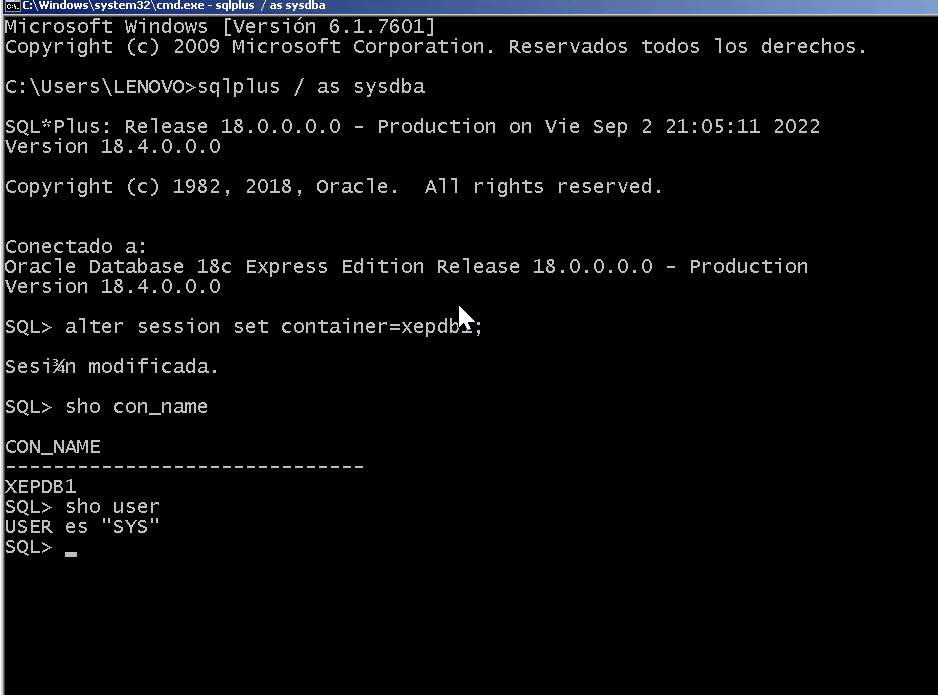 C:\Windows\system32\cmd.exe - sqlplus / as sysdba
Microsoft Windows [Versión 6.1.7601]
Copyright (c) 2009 Microsoft Corporation. Reservados todos los derechos.
C:\Users\LENOVO>sqlplus / as sysdba
SQL*Plus: Release 18.0.0.0.0 - Production on Vie Sep 2 21:05:11 2022
Version 18.4.0.0.0
Copyright (c) 1982, 2018, Oracle.  All rights reserved.
Conectado a:
Oracle Database 18c Express Edition Release 18.0.0.0.0 - Production
Version 18.4.0.0.0
SQL> alter session set container=xepdb1;
Sesi¾n modificada.
SQL> sho con_name
CON_NAME
------------------------------
XEPDB1
SQL> sho user
USER es "SYS"
SQL> _